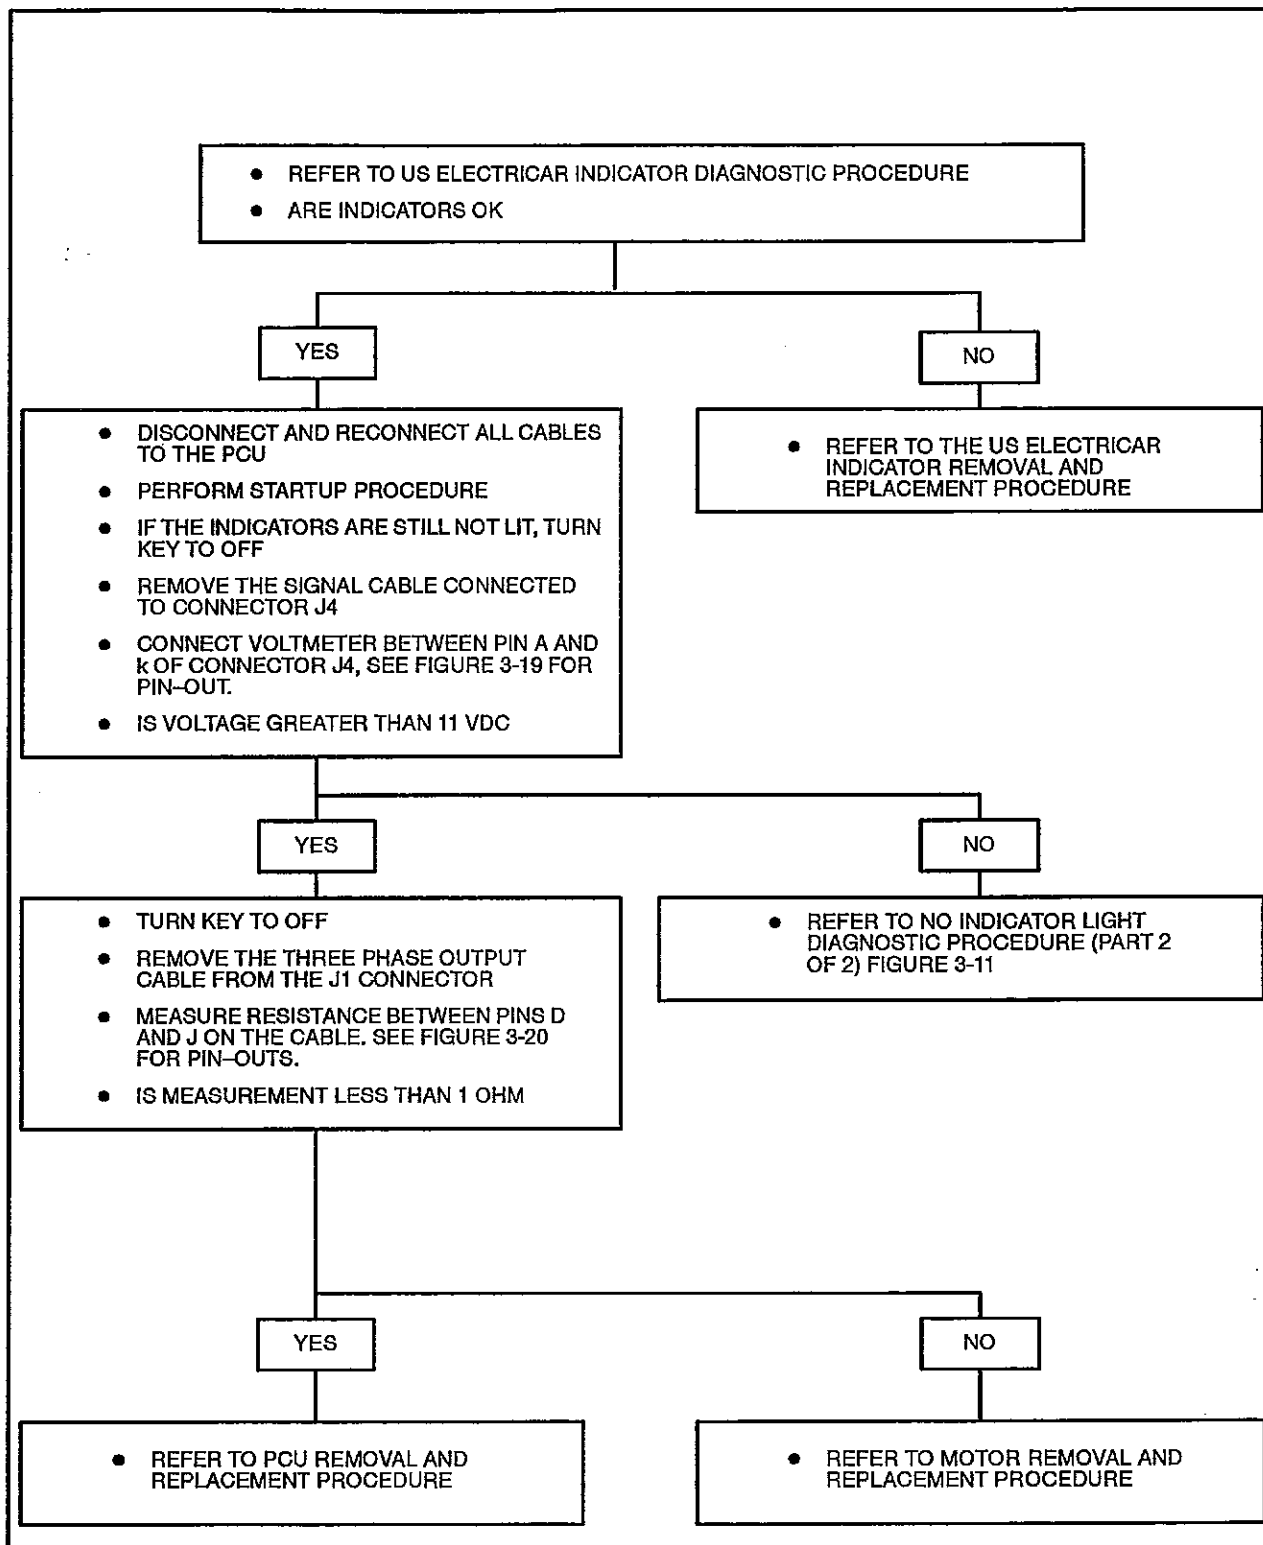 ● REFER TO US ELECTRICAR INDICATOR DIAGNOSTIC PROCEDURE
● ARE INDICATORS OK
YES
NO
● DISCONNECT AND RECONNECT ALL CABLES
TO THE PCU
● PERFORM STARTUP PROCEDURE
● IF THE INDICATORS ARE STILL NOT LIT, TURN
KEY TO OFF
● REMOVE THE SIGNAL CABLE CONNECTED
TO CONNECTOR J4
● CONNECT VOLTMETER BETWEEN PIN A AND
k OF CONNECTOR J4, SEE FIGURE 3-19 FOR
PIN–OUT.
● IS VOLTAGE GREATER THAN 11 VDC
● REFER TO THE US ELECTRICAR
INDICATOR REMOVAL AND
REPLACEMENT PROCEDURE
YES
NO
● TURN KEY TO OFF
● REMOVE THE THREE PHASE OUTPUT
CABLE FROM THE J1 CONNECTOR
● MEASURE RESISTANCE BETWEEN PINS D
AND J ON THE CABLE. SEE FIGURE 3-20
FOR PIN–OUTS.
● IS MEASUREMENT LESS THAN 1 OHM
● REFER TO NO INDICATOR LIGHT
DIAGNOSTIC PROCEDURE (PART 2
OF 2) FIGURE 3-11
YES
NO
● REFER TO PCU REMOVAL AND
REPLACEMENT PROCEDURE
● REFER TO MOTOR REMOVAL AND
REPLACEMENT PROCEDURE